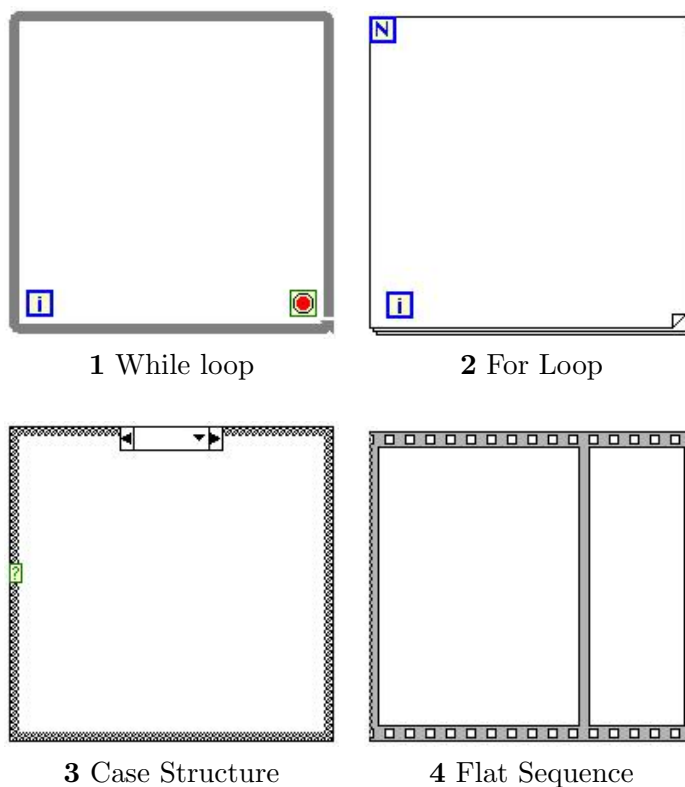 N
i
i
1 While loop
2 For Loop
?
3 Case Structure
4 Flat Sequence